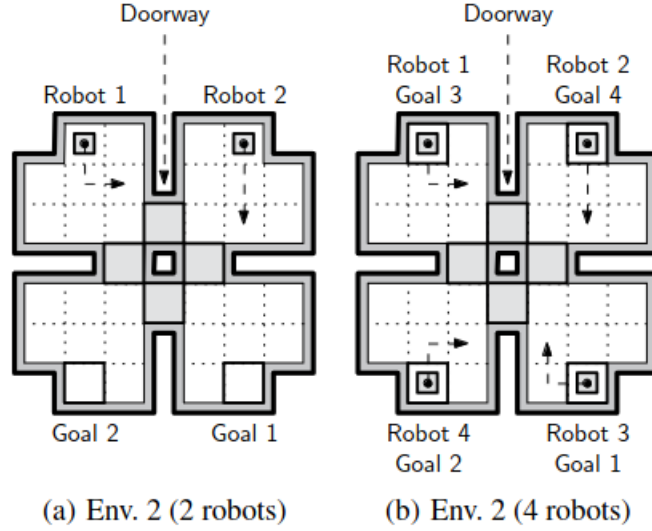 Doorway
Doorway
Robot 1
Robot 2
Goal 2
Goal 1
(a) Env. 2 (2 robots)
Robot 1
Goal 3
Robot 2
Goal 4
Robot 4
Goal 2
Robot 3
Goal 1
(b) Env. 2 (4 robots)